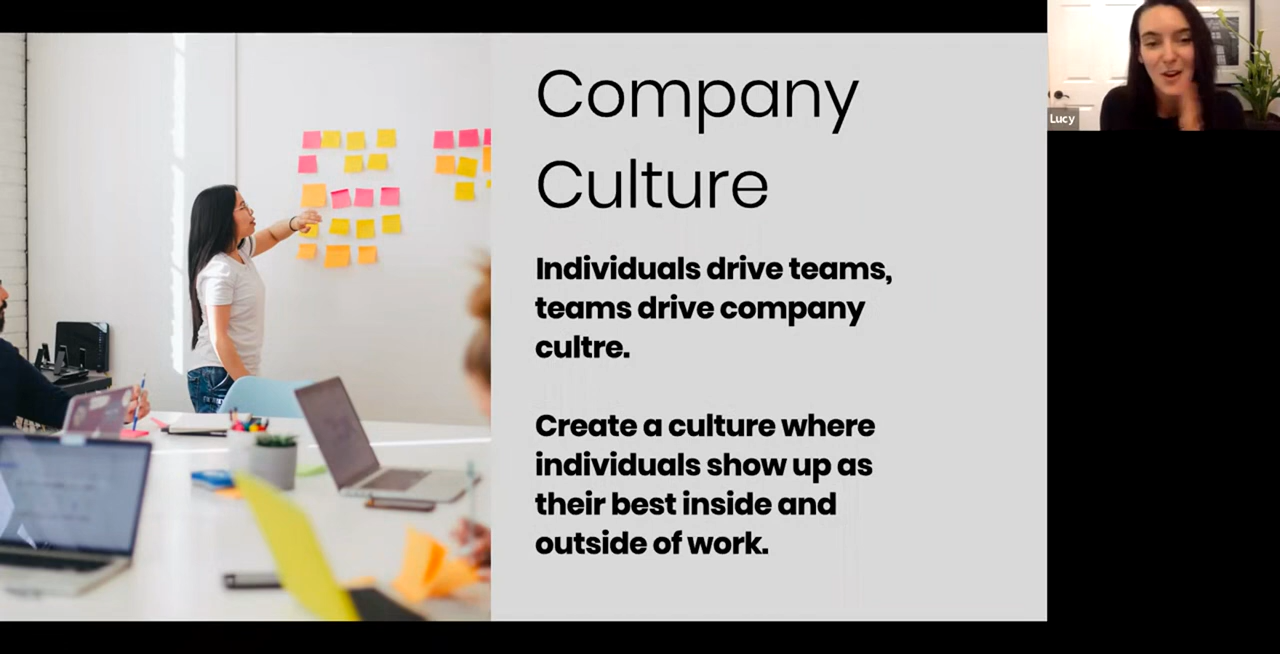 Company
Culture
Individuals drive teams,
teams drive company
cultre.
Create a culture where
individuals show up as
their best inside and
outside of work.
Lucy